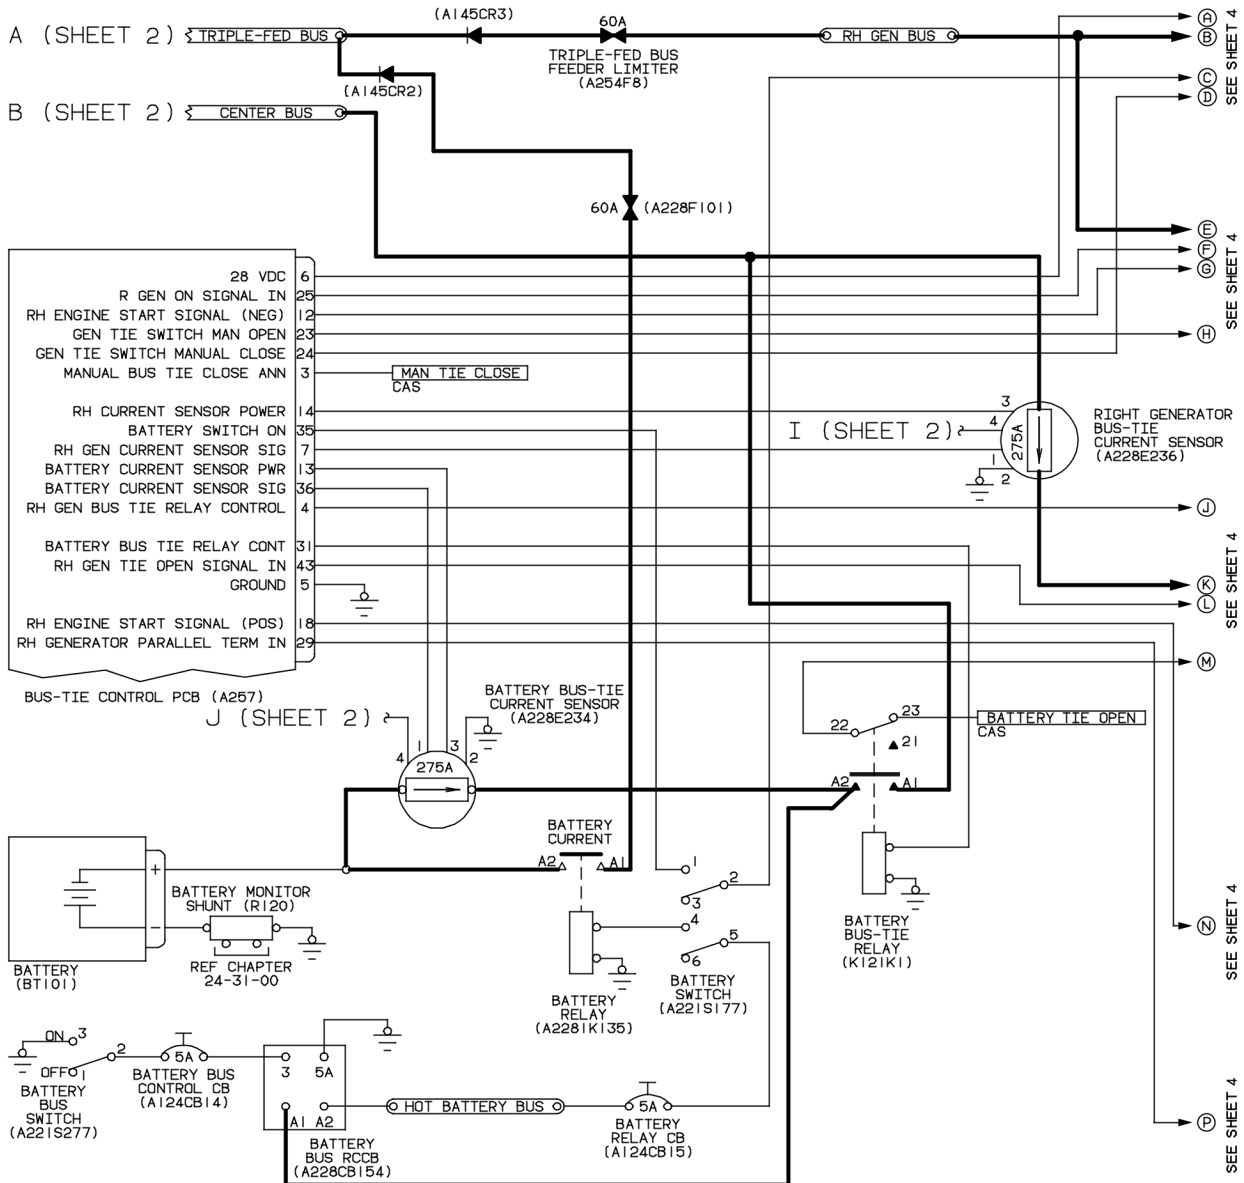 A (SHEET 2)
TRIPLE-FED BUS
(A145CR3)
60A
TRIPLE-FED BUS
FEEDER LIMITER
(A254F8)
RH GEN BUS
A
B
SEE SHEET 4
(A145CR2)
C
D
B (SHEET 2)
CENTER BUS
60A
(A228F101)
E
F
G
H
SEE SHEET 4
28 VDC 6
R GEN ON SIGNAL IN 25
RH ENGINE START SIGNAL (NEG) 12
GEN TIE SWITCH MAN OPEN 23
GEN TIE SWITCH MANUAL CLOSE 24
MANUAL BUS TIE CLOSE ANN 3
MAN TIE CLOSE
CAS
RH CURRENT SENSOR POWER 14
BATTERY SWITCH ON 35
RH GEN CURRENT SENSOR SIG 7
BATTERY CURRENT SENSOR PWR 13
BATTERY CURRENT SENSOR SIG 36
RH GEN BUS TIE RELAY CONTROL 4
BATTERY BUS TIE RELAY CONT 31
RH GEN TIE OPEN SIGNAL IN 43
GROUND 5
RH ENGINE START SIGNAL (POS) 18
RH GENERATOR PARALLEL TERM IN 29
BUS-TIE CONTROL PCB (A257)
I (SHEET 2)
3
4
1
2
275A
RIGHT GENERATOR
BUS-TIE
CURRENT SENSOR
(A228E236)
J
K
L
SEE SHEET 4
M
J (SHEET 2)
BATTERY BUS-TIE
CURRENT SENSOR
(A228E234)
4
1
3
2
275A
22
23
21
BATTERY TIE OPEN
CAS
A2
A1
BATTERY
BUS-TIE
RELAY
(K121K1)
BATTERY
CURRENT
A2
A1
BATTERY
RELAY
(A2281K135)
1
2
3
4
5
6
BATTERY
SWITCH
(A221S177)
N
SEE SHEET 4
+
-
BATTERY
(BT101)
BATTERY MONITOR
SHUNT (R120)
REF CHAPTER
24-31-00
ON 3
2
OFF 1
BATTERY
BUS
SWITCH
(A221S277)
5A
BATTERY BUS
CONTROL CB
(A124CB14)
3
5A
A1 A2
BATTERY
BUS RCCB
(A228CB154)
HOT BATTERY BUS
5A
BATTERY
RELAY CB
(A124CB15)
P
SEE SHEET 4